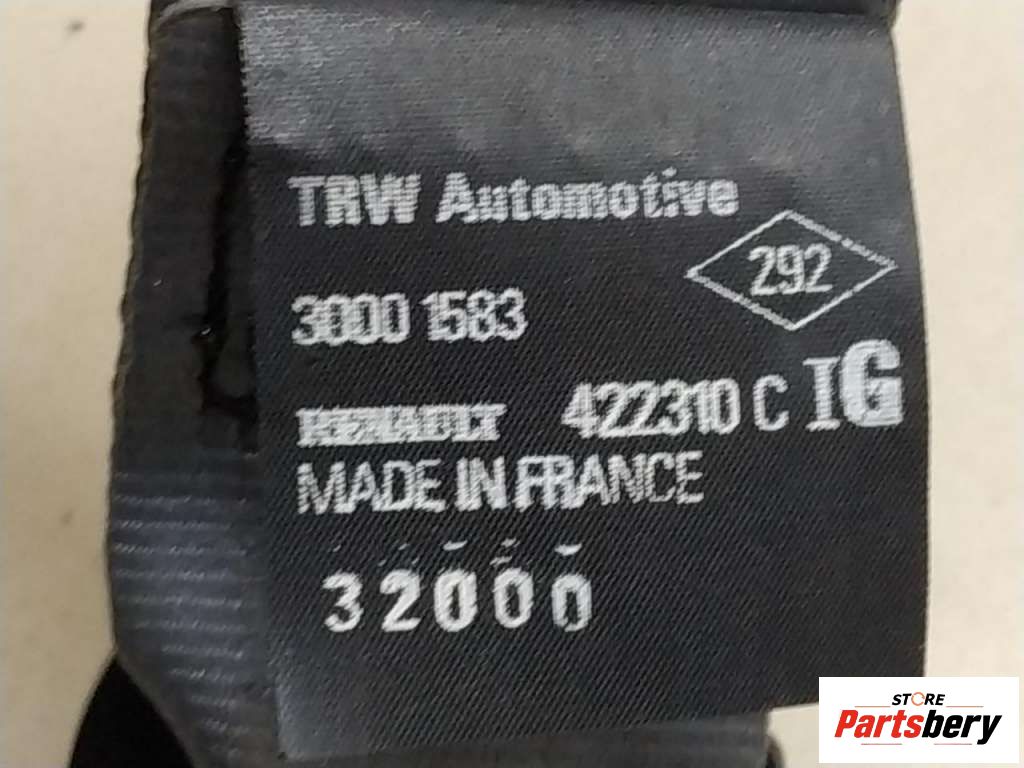 TRW Automotive
292
3000 1583
RENAULT 422310 C IG
MADE IN FRANCE
32000
STORE
Partsbery